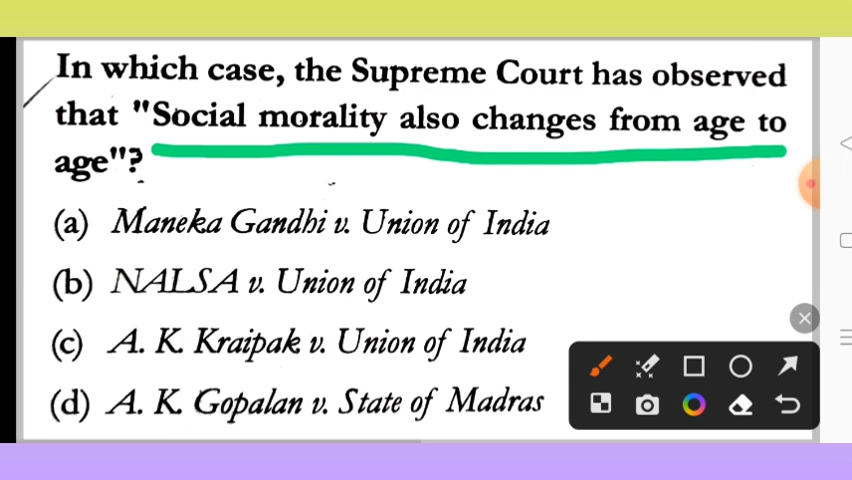 In which case, the Supreme Court has observed
that "Social morality also changes from age to
age"?
(a) Maneka Gandhi v. Union of India
(b) NALSA v. Union of India
(c) A. K. Kraipak v. Union of India
(d) A. K. Gopalan v. State of Madras